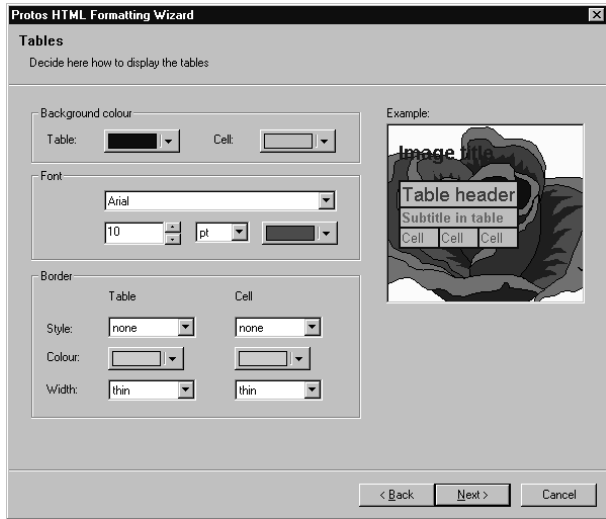 Protos HTML Formatting Wizard
Tables
Decide here how to display the tables
Background colour
Table: Cell:
Font
Arial
10 pt
Border
Table Cell
Style: none none
Colour:
Width: thin thin
Example:
Image title
Table header
Subtitle in table
Cell Cell Cell
< Back Next > Cancel